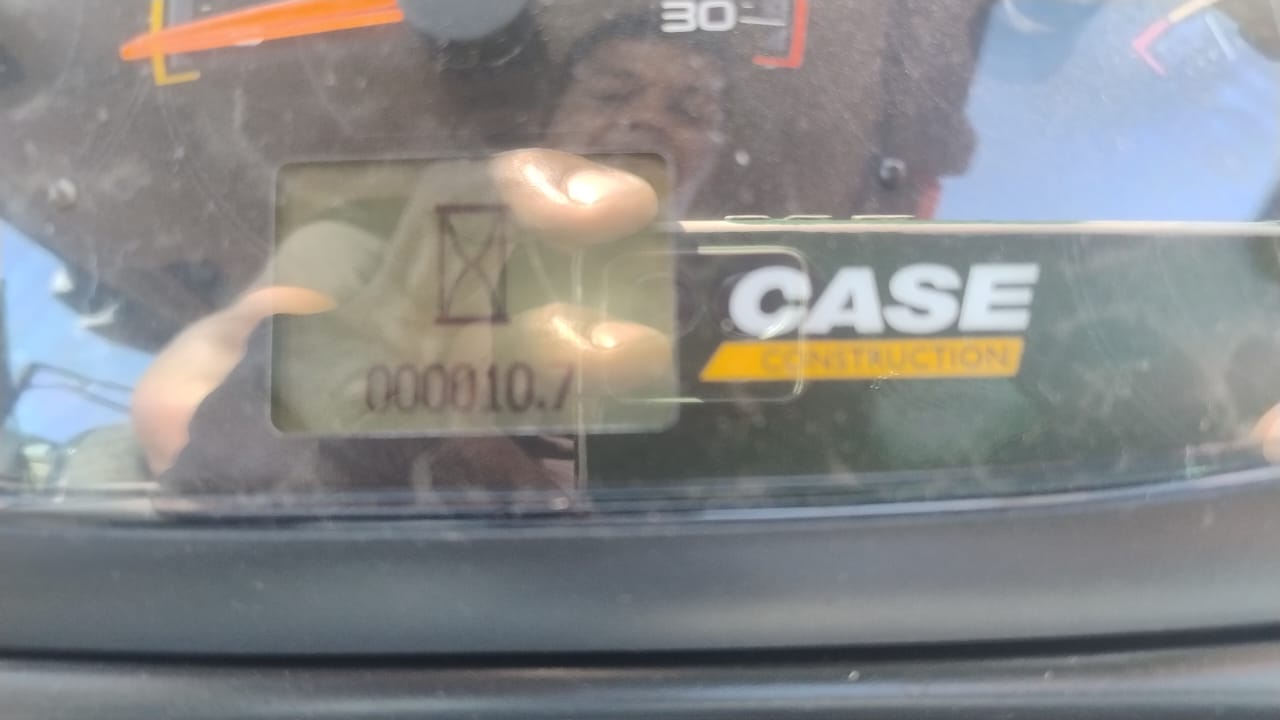 30
000010.7
CASE
CONSTRUCTION